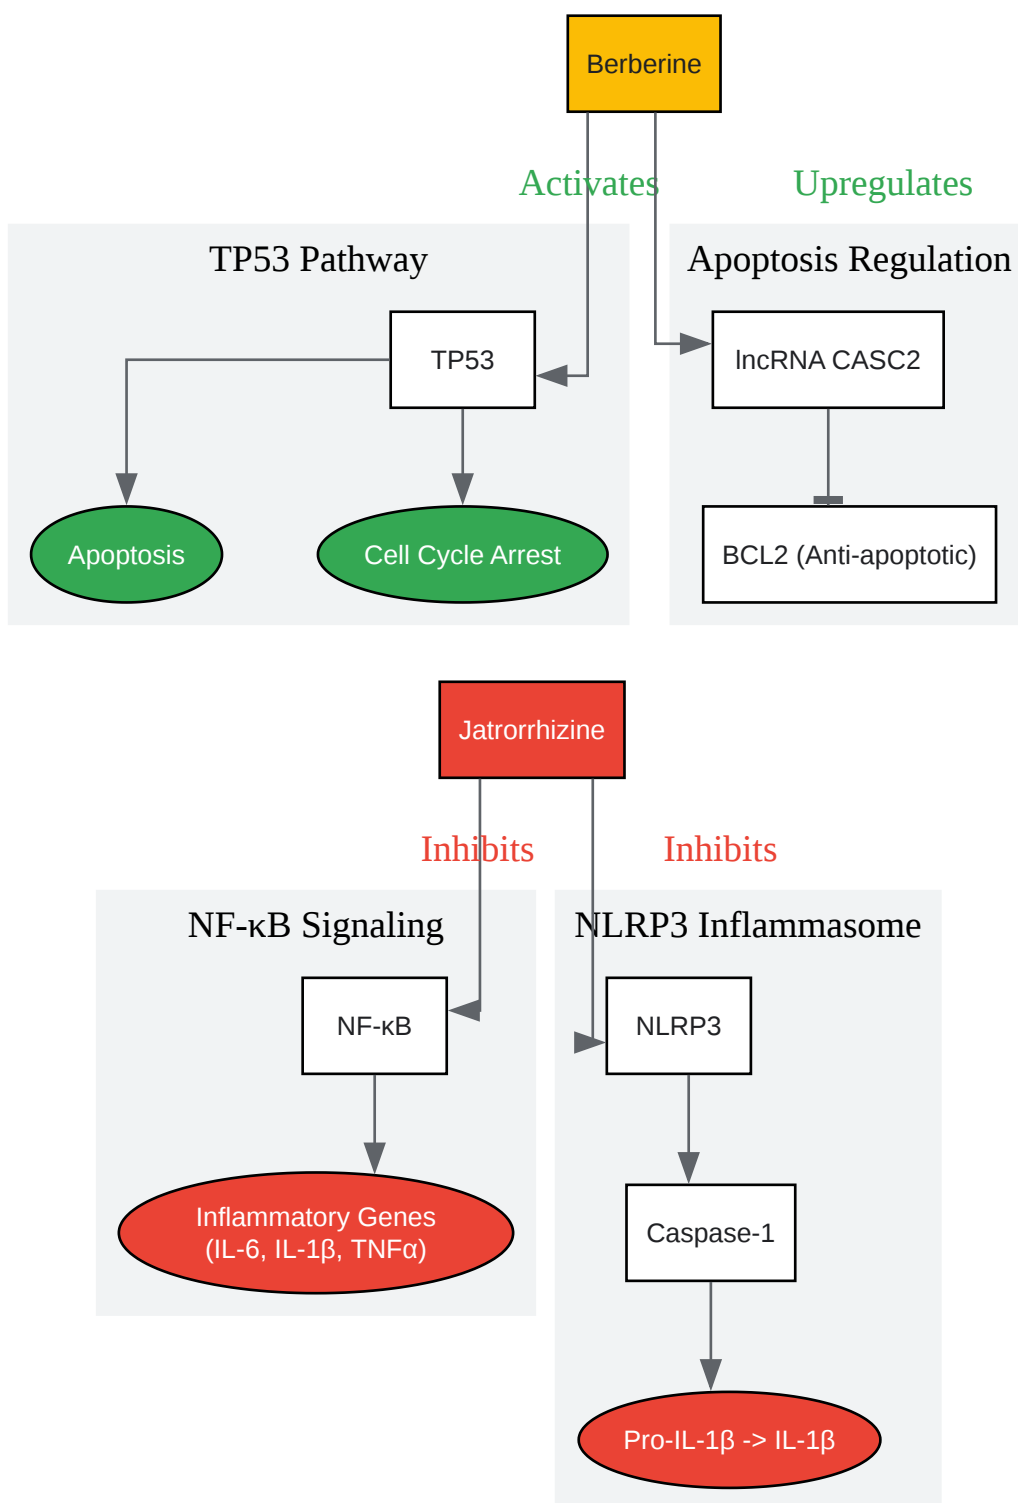 Berberine
Activates
Upregulates
TP53 Pathway
Apoptosis Regulation
TP53
lncRNA CASC2
Apoptosis
Cell Cycle Arrest
BCL2 (Anti-apoptotic)
Jatrorrhizine
Inhibits
Inhibits
NF-κB Signaling
NLRP3 Inflammasome
NF-κB
NLRP3
Inflammatory Genes
(IL-6, IL-1β, TNFα)
Caspase-1
Pro-IL-1β -> IL-1β